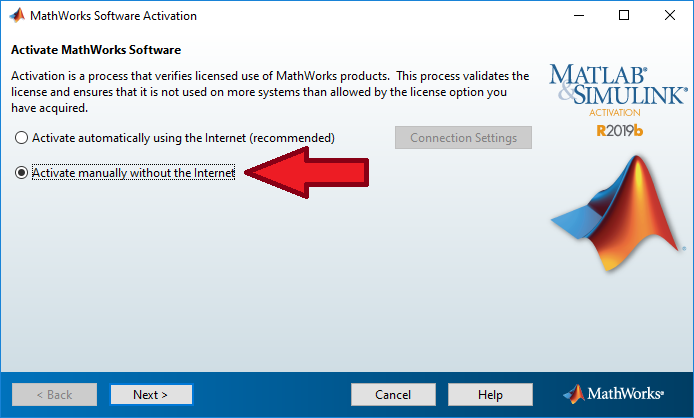 MathWorks Software Activation
Activate MathWorks Software
Activation is a process that verifies licensed use of MathWorks products. This process validates the
license and ensures that it is not used on more systems than allowed by the license option you
have acquired.
Activate automatically using the Internet (recommended)
Connection Settings
Activate manually without the Internet
MATLAB®
&SIMULINK®
ACTIVATION
R2019b
< Back
Next >
Cancel
Help
MathWorks®